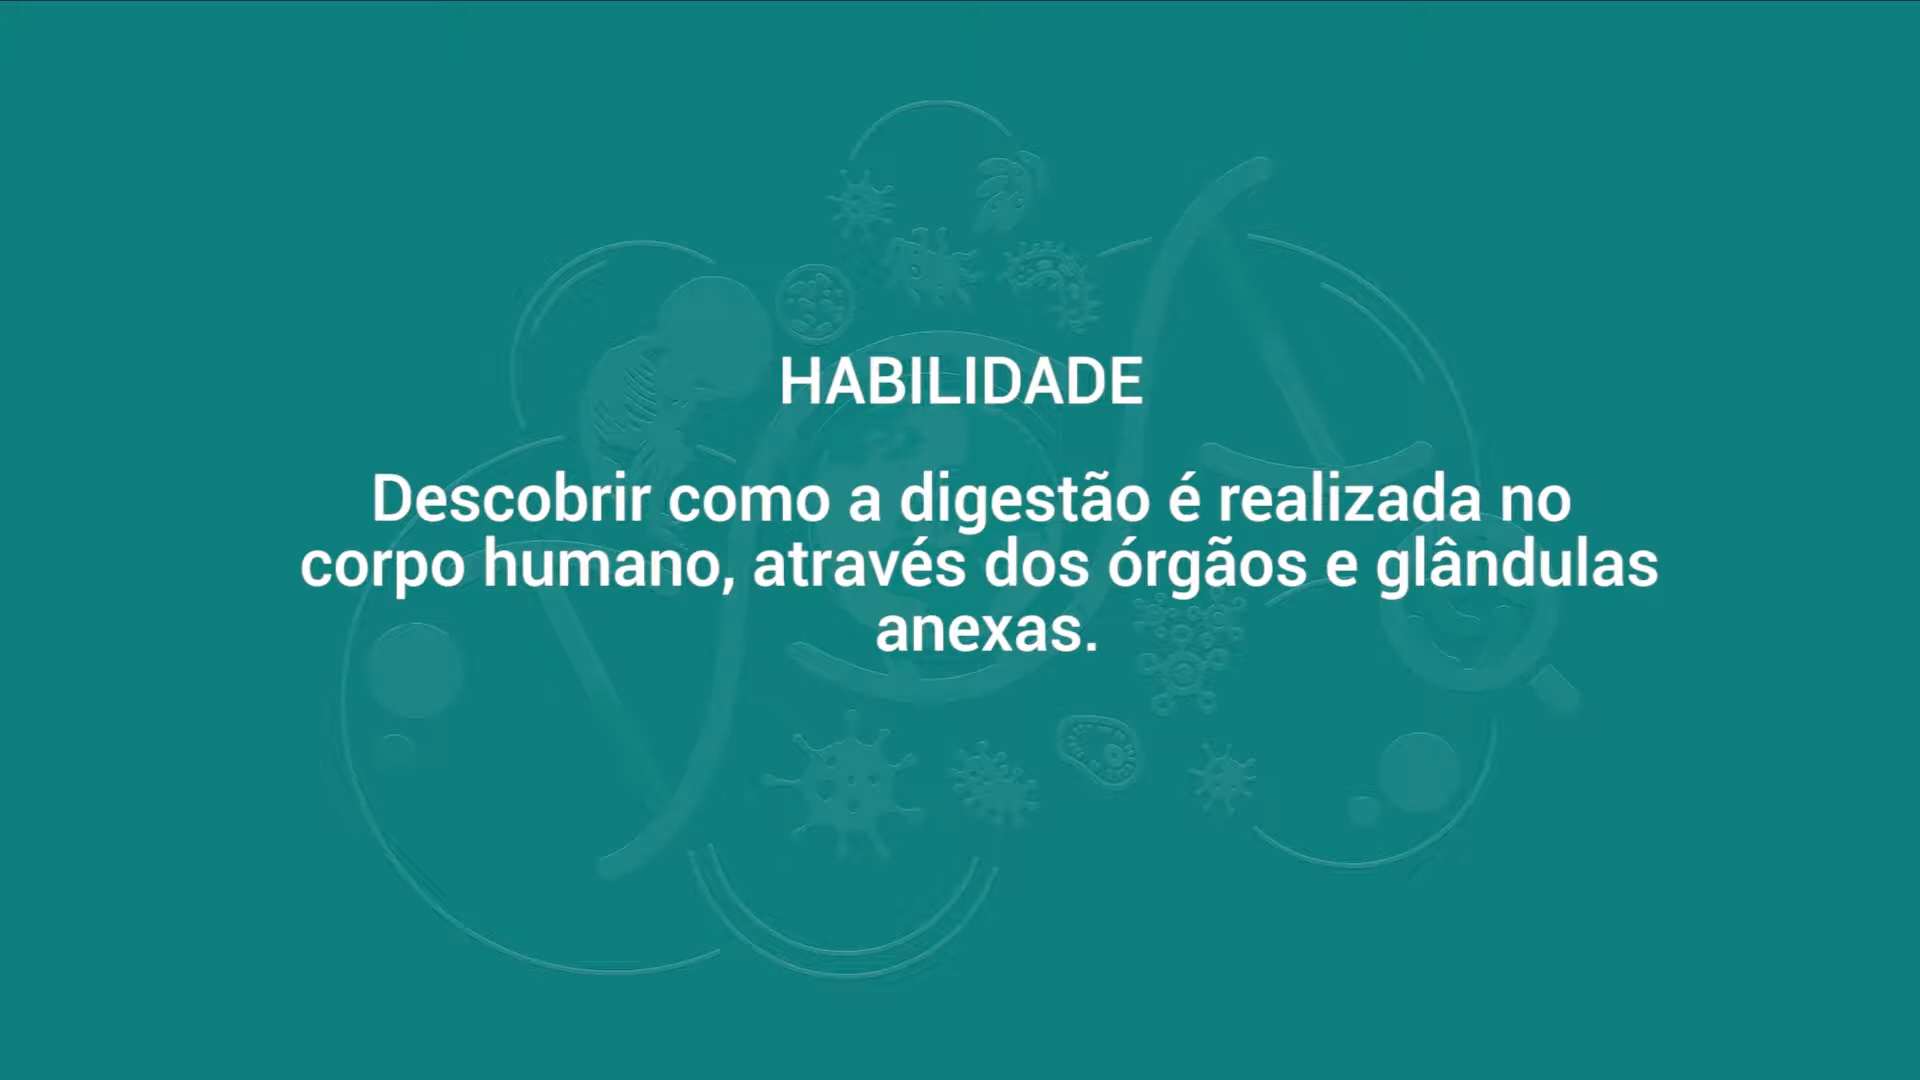 HABILIDADE
Descobrir como a digestão é realizada no
corpo humano, através dos órgãos e glândulas
anexas.